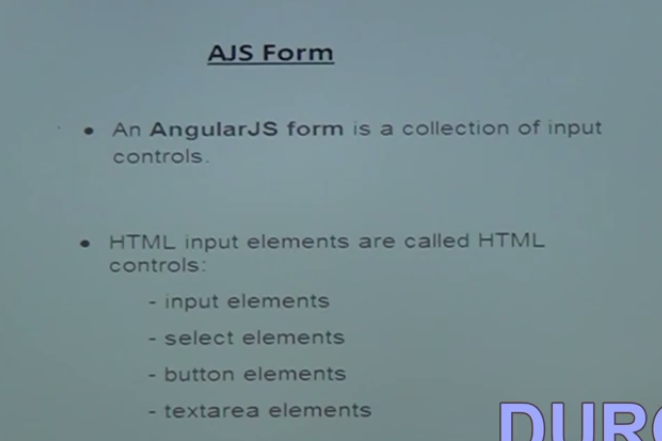 AJS Form
• An AngularJS form is a collection of input
controls.
• HTML input elements are called HTML
controls:
- input elements
- select elements
- button elements
- textarea elements